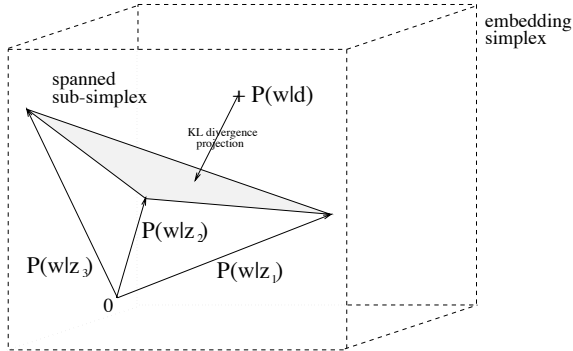 embedding
simplex
spanned
sub-simplex
+ P(w|d)
KL divergence
projection
P(w|z₂)
P(w|z₃)
P(w|z₁)
0